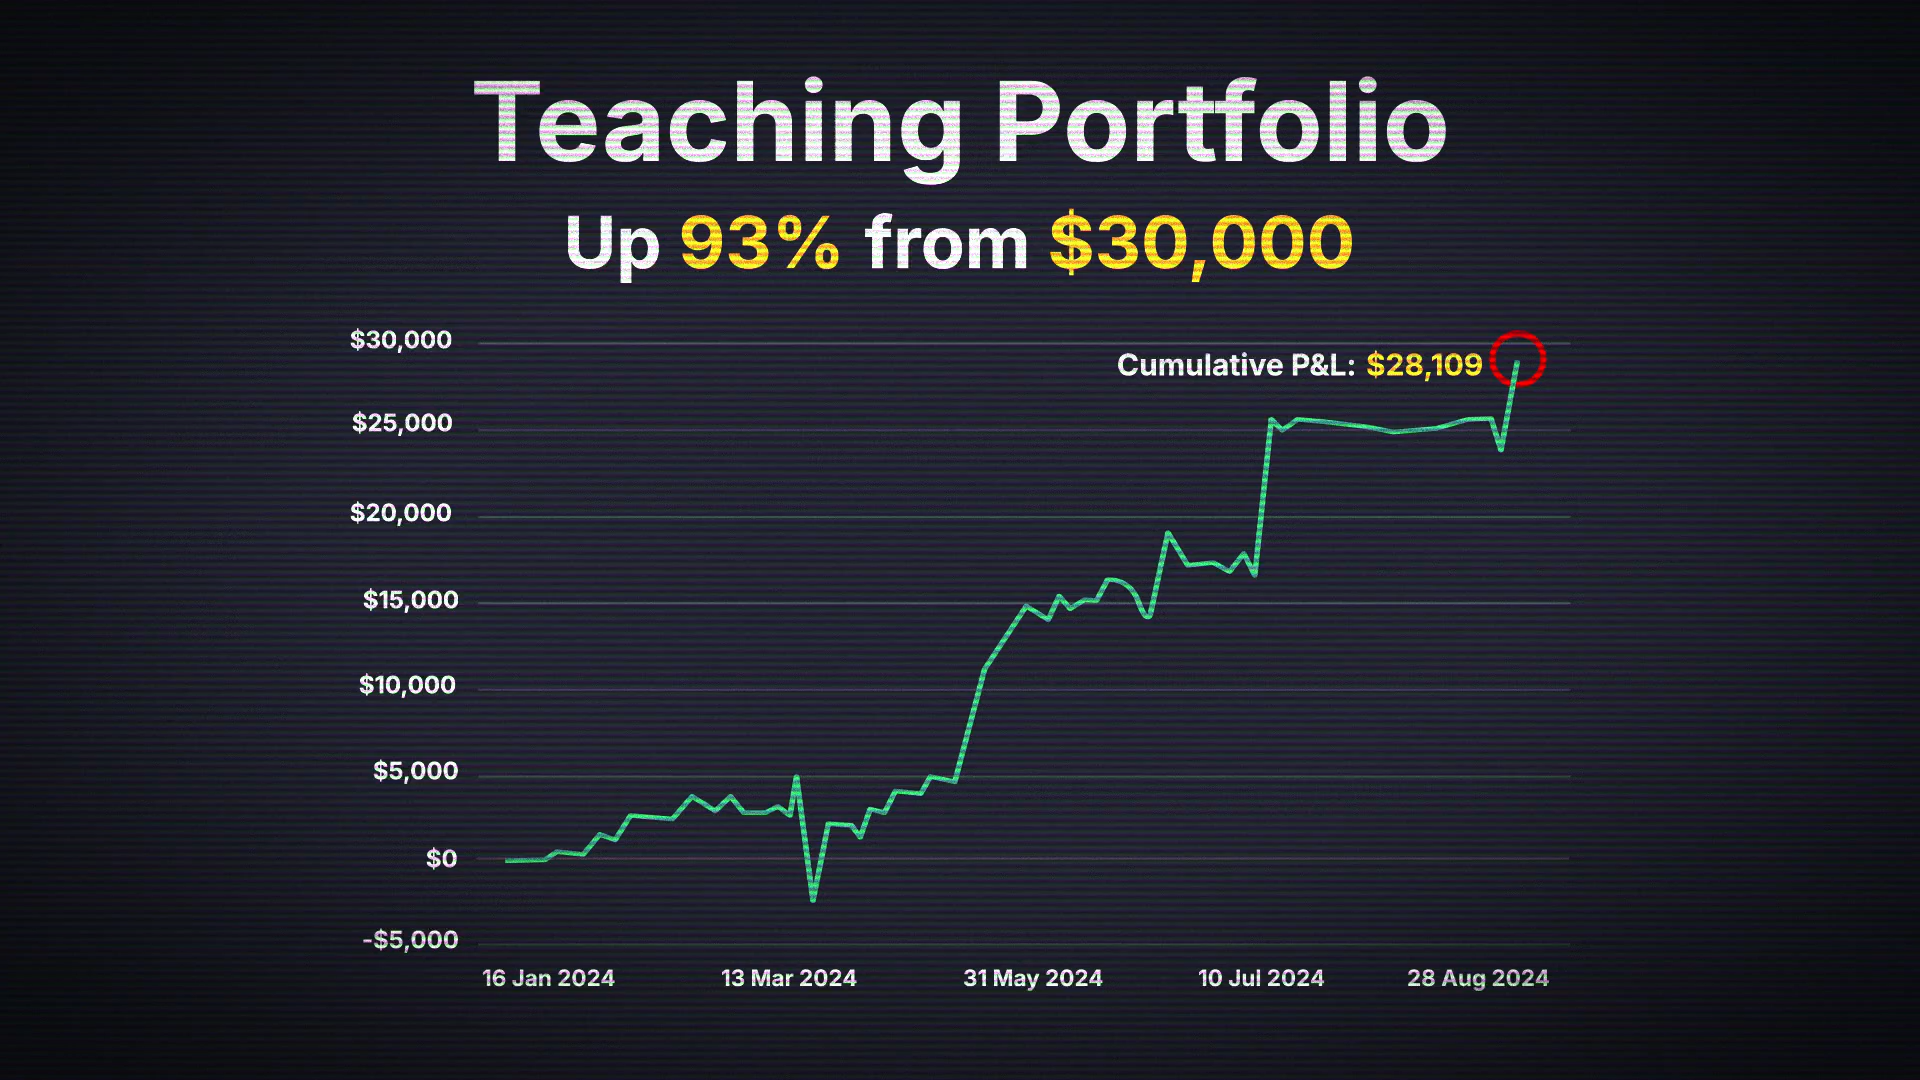 Teaching Portfolio
Up 93% from $30,000
$30,000
Cumulative P&L: $28,109
$25,000
$20,000
$15,000
$10,000
$5,000
$0
-$5,000
16 Jan 2024
13 Mar 2024
31 May 2024
10 Jul 2024
28 Aug 2024